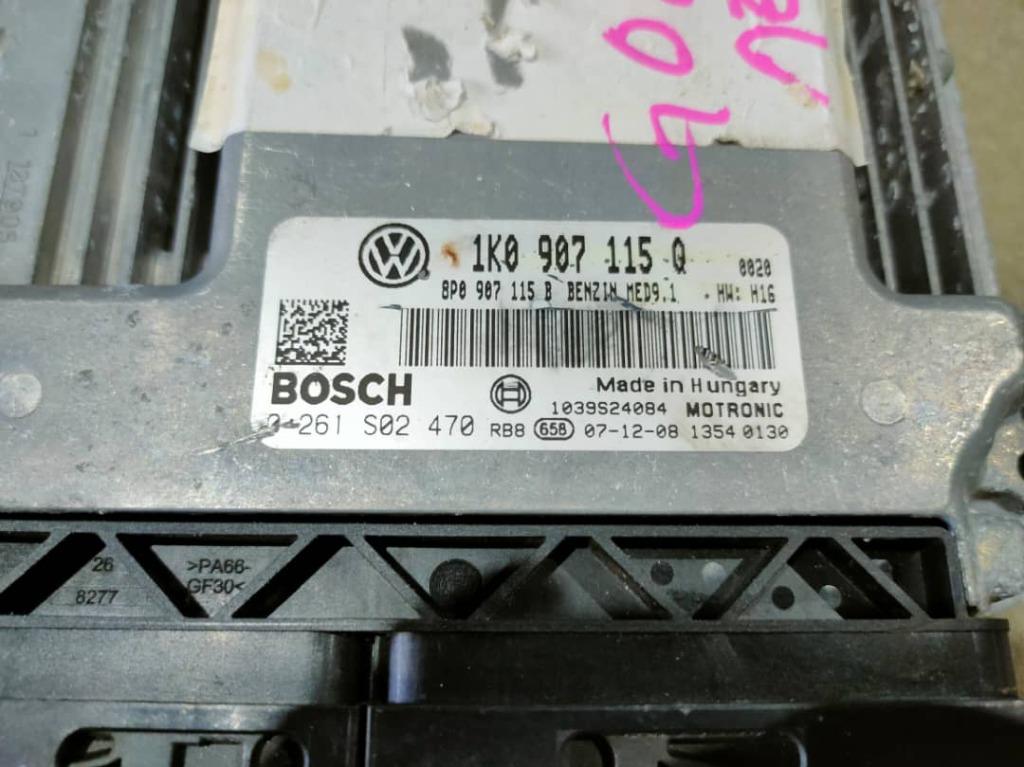 1K0 907 115 Q 0020
8P0 907 115 B BENZIN MED9.1 HW: H16
BOSCH
Made in Hungary
1039S24084 MOTRONIC
0 261 S02 470 RB8 658 07-12-08 1354 0130
26
8277
>PA66-
GF30<